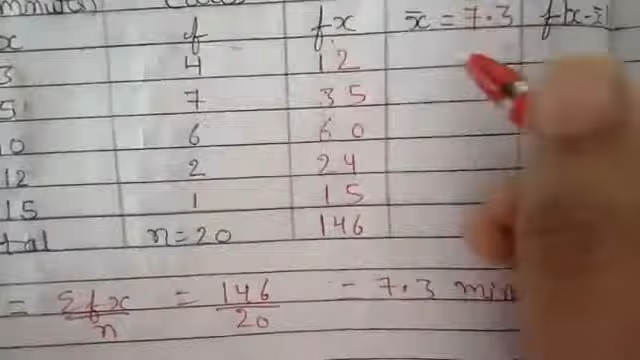 x f fx x̄ = 7.3 f|x-x̄|
3 4 12
5 7 35
10 6 60
12 2 24
15 1 15
tal n=20 146
= Σfx/n = 146/20 - 7.3 min